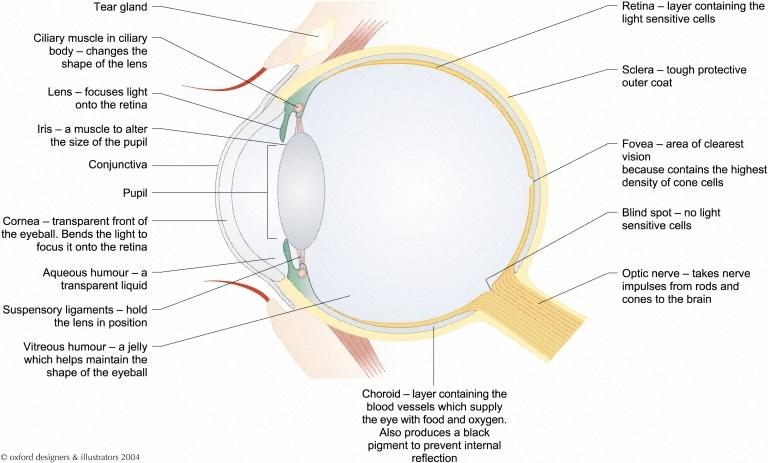 Tear gland
Ciliary muscle in ciliary
body – changes the
shape of the lens
Lens – focuses light
onto the retina
Iris – a muscle to alter
the size of the pupil
Conjunctiva
Pupil
Cornea – transparent front of
the eyeball. Bends the light to
focus it onto the retina
Aqueous humour – a
transparent liquid
Suspensory ligaments – hold
the lens in position
Vitreous humour – a jelly
which helps maintain the
shape of the eyeball
Retina – layer containing the
light sensitive cells
Sclera – tough protective
outer coat
Fovea – area of clearest
vision
because contains the highest
density of cone cells
Blind spot – no light
sensitive cells
Optic nerve – takes nerve
impulses from rods and
cones to the brain
Choroid – layer containing the
blood vessels which supply
the eye with food and oxygen.
Also produces a black
pigment to prevent internal
reflection
© oxford designers & illustrators 2004